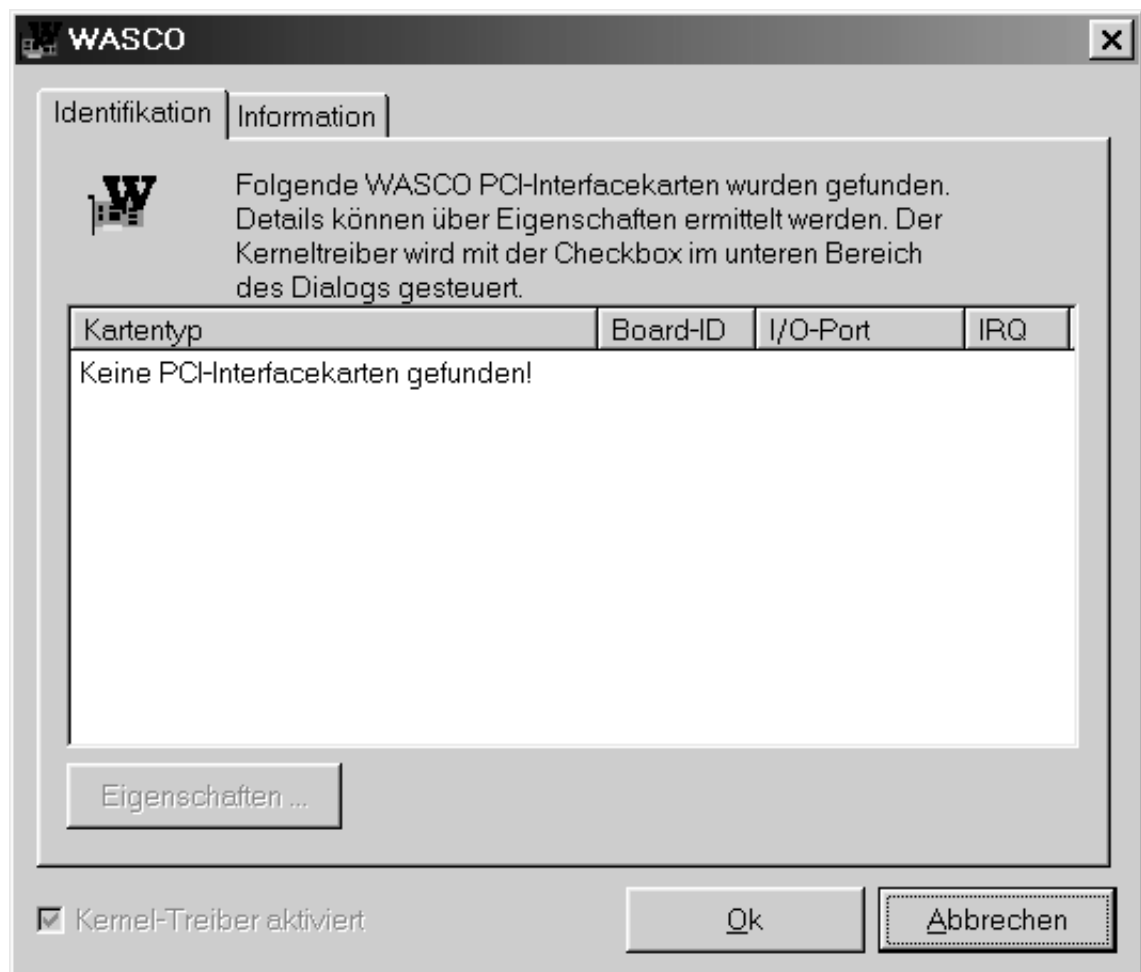 WASCO
Identifikation
Information
Folgende WASCO PCI-Interfacekarten wurden gefunden.
Details können über Eigenschaften ermittelt werden. Der
Kerneltreiber wird mit der Checkbox im unteren Bereich
des Dialogs gesteuert.
Kartentyp Board-ID I/O-Port IRQ
Keine PCI-Interfacekarten gefunden!
Eigenschaften ...
Kernel-Treiber aktiviert
Ok
Abbrechen